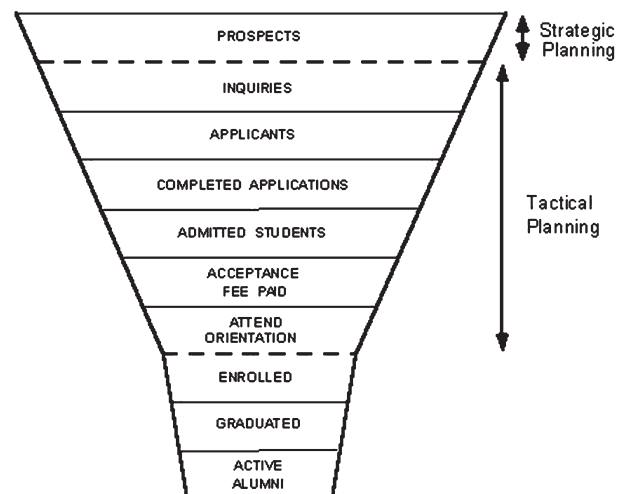 PROSPECTS
Strategic
Planning
INQUIRIES
APPLICANTS
COMPLETED APPLICATIONS
ADMITTED STUDENTS
Tactical
Planning
ACCEPTANCE
FEE PAID
ATTEND
ORIENTATION
ENROLLED
GRADUATED
ACTIVE
ALUMNI